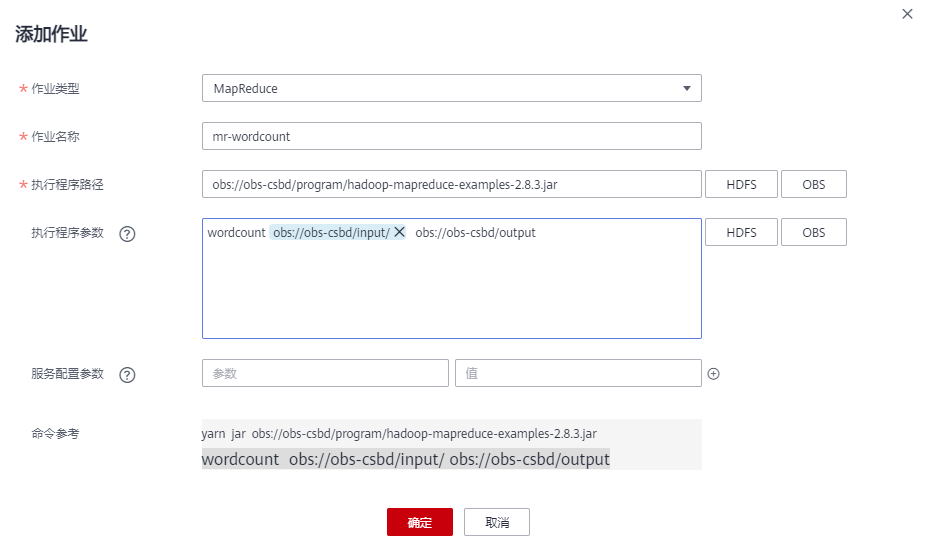 添加作业
* 作业类型 MapReduce
* 作业名称 mr-wordcount
* 执行程序路径 obs://obs-csbd/program/hadoop-mapreduce-examples-2.8.3.jar HDFS OBS
执行程序参数 ? wordcount obs://obs-csbd/input/ × obs://obs-csbd/output HDFS OBS
服务配置参数 ? 参数 值
命令参考 yarn jar obs://obs-csbd/program/hadoop-mapreduce-examples-2.8.3.jar
wordcount obs://obs-csbd/input/ obs://obs-csbd/output
确定 取消